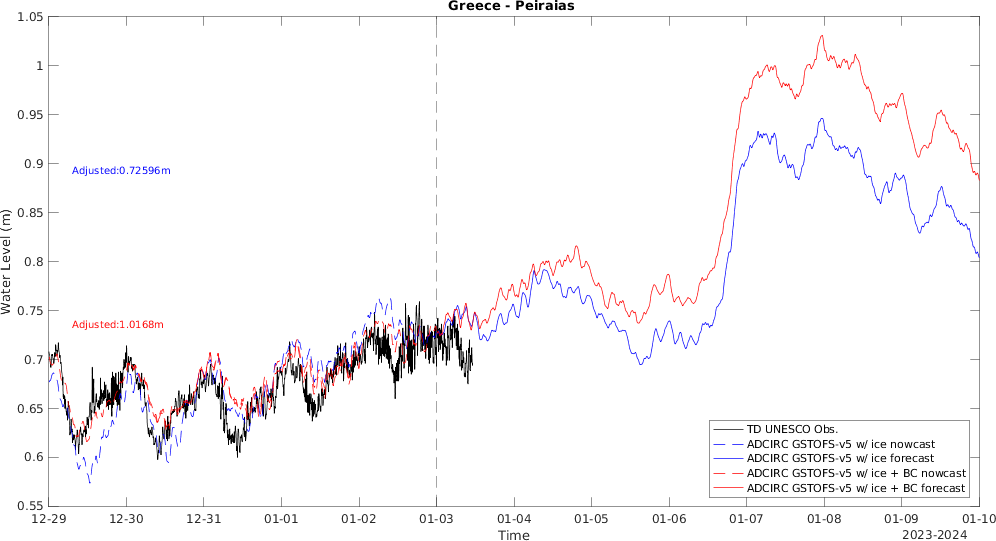 Greece - Peiraias
1.05
1
0.95
0.9
0.85
0.8
0.75
0.7
0.65
0.6
0.55
Water Level (m)
Adjusted:0.72596m
Adjusted:1.0168m
TD UNESCO Obs.
ADCIRC GSTOFS-v5 w/ ice nowcast
ADCIRC GSTOFS-v5 w/ ice forecast
ADCIRC GSTOFS-v5 w/ ice + BC nowcast
ADCIRC GSTOFS-v5 w/ ice + BC forecast
12-29 12-30 12-31 01-01 01-02 01-03 01-04 01-05 01-06 01-07 01-08 01-09 01-10
Time
2023-2024